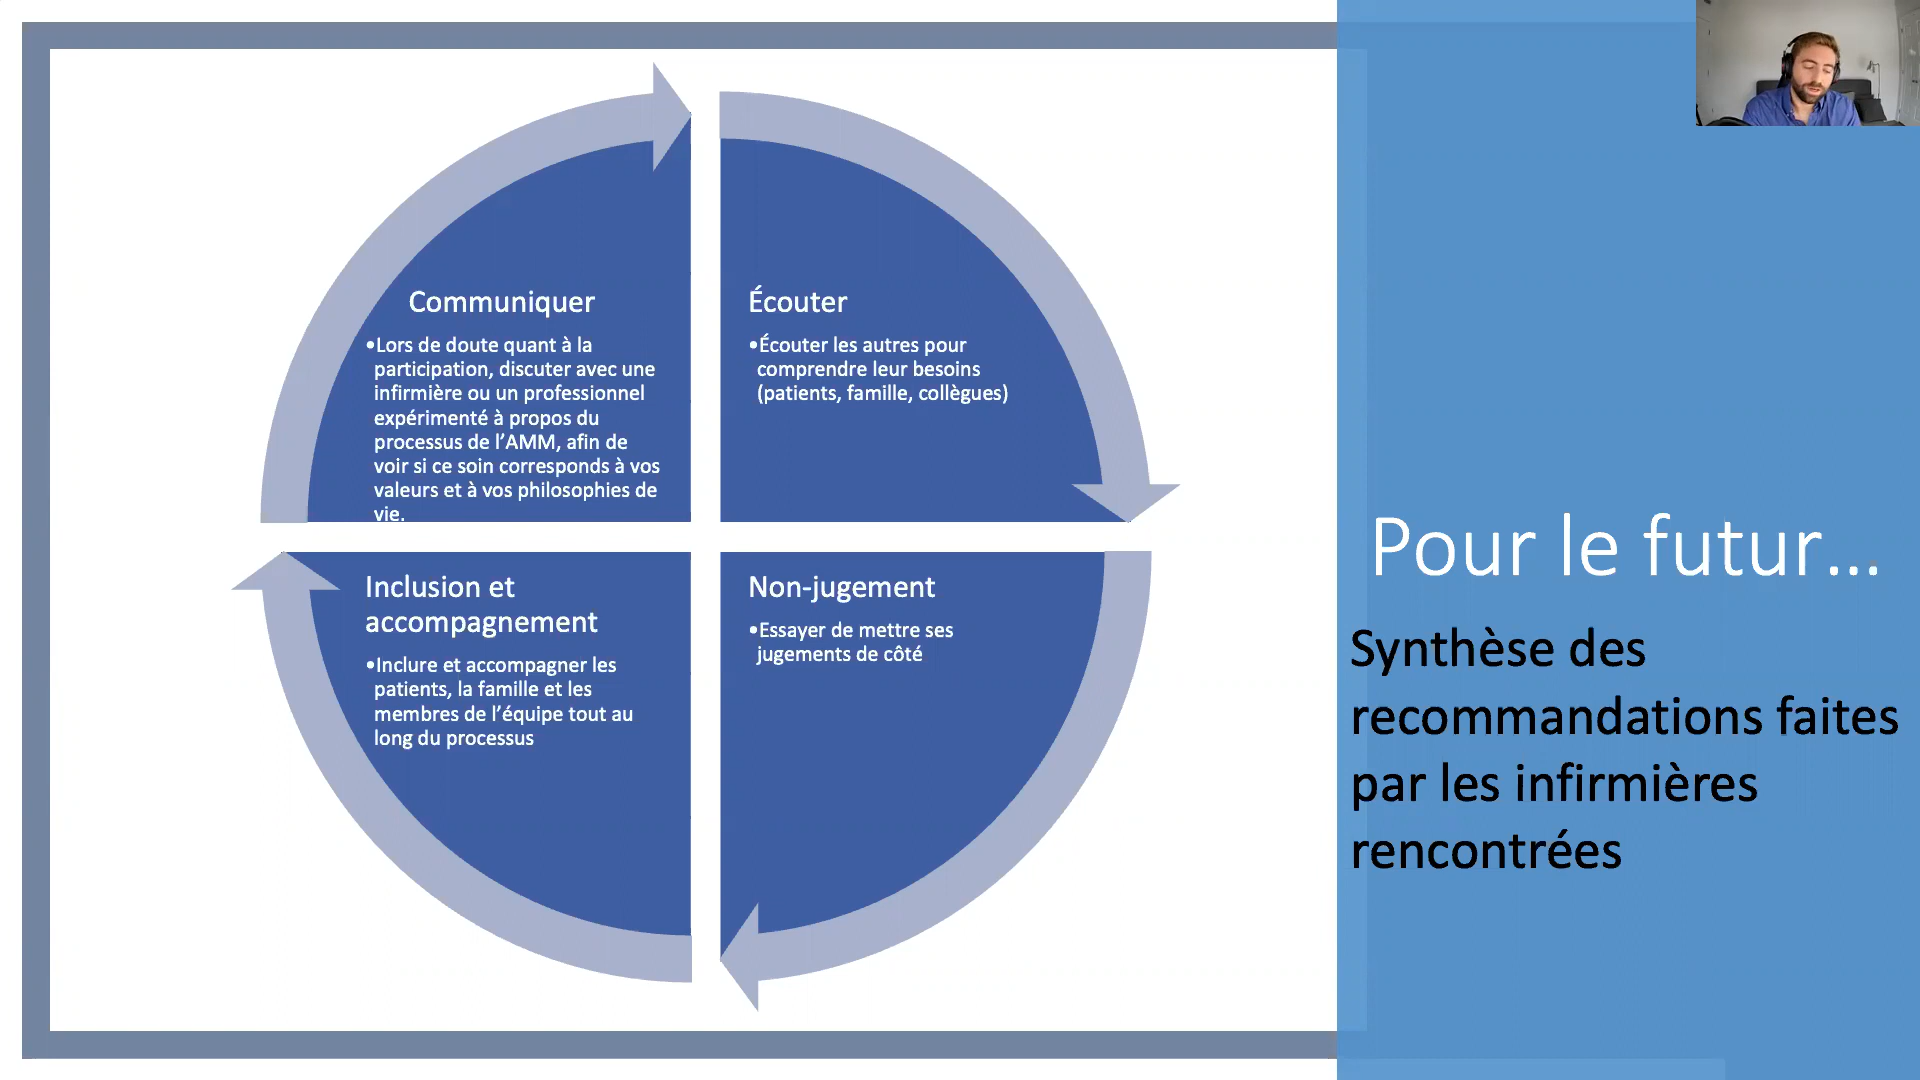 Communiquer
•Lors de doute quant à la
participation, discuter avec une
infirmière ou un professionnel
expérimenté à propos du
processus de l’AMM, afin de
voir si ce soin corresponds à vos
valeurs et à vos philosophies de
vie.
Écouter
•Écouter les autres pour
comprendre leur besoins
(patients, famille, collègues)
Inclusion et
accompagnement
•Inclure et accompagner les
patients, la famille et les
membres de l’équipe tout au
long du processus
Non-jugement
•Essayer de mettre ses
jugements de côté
Pour le futur...
Synthèse des
recommandations faites
par les infirmières
rencontrées